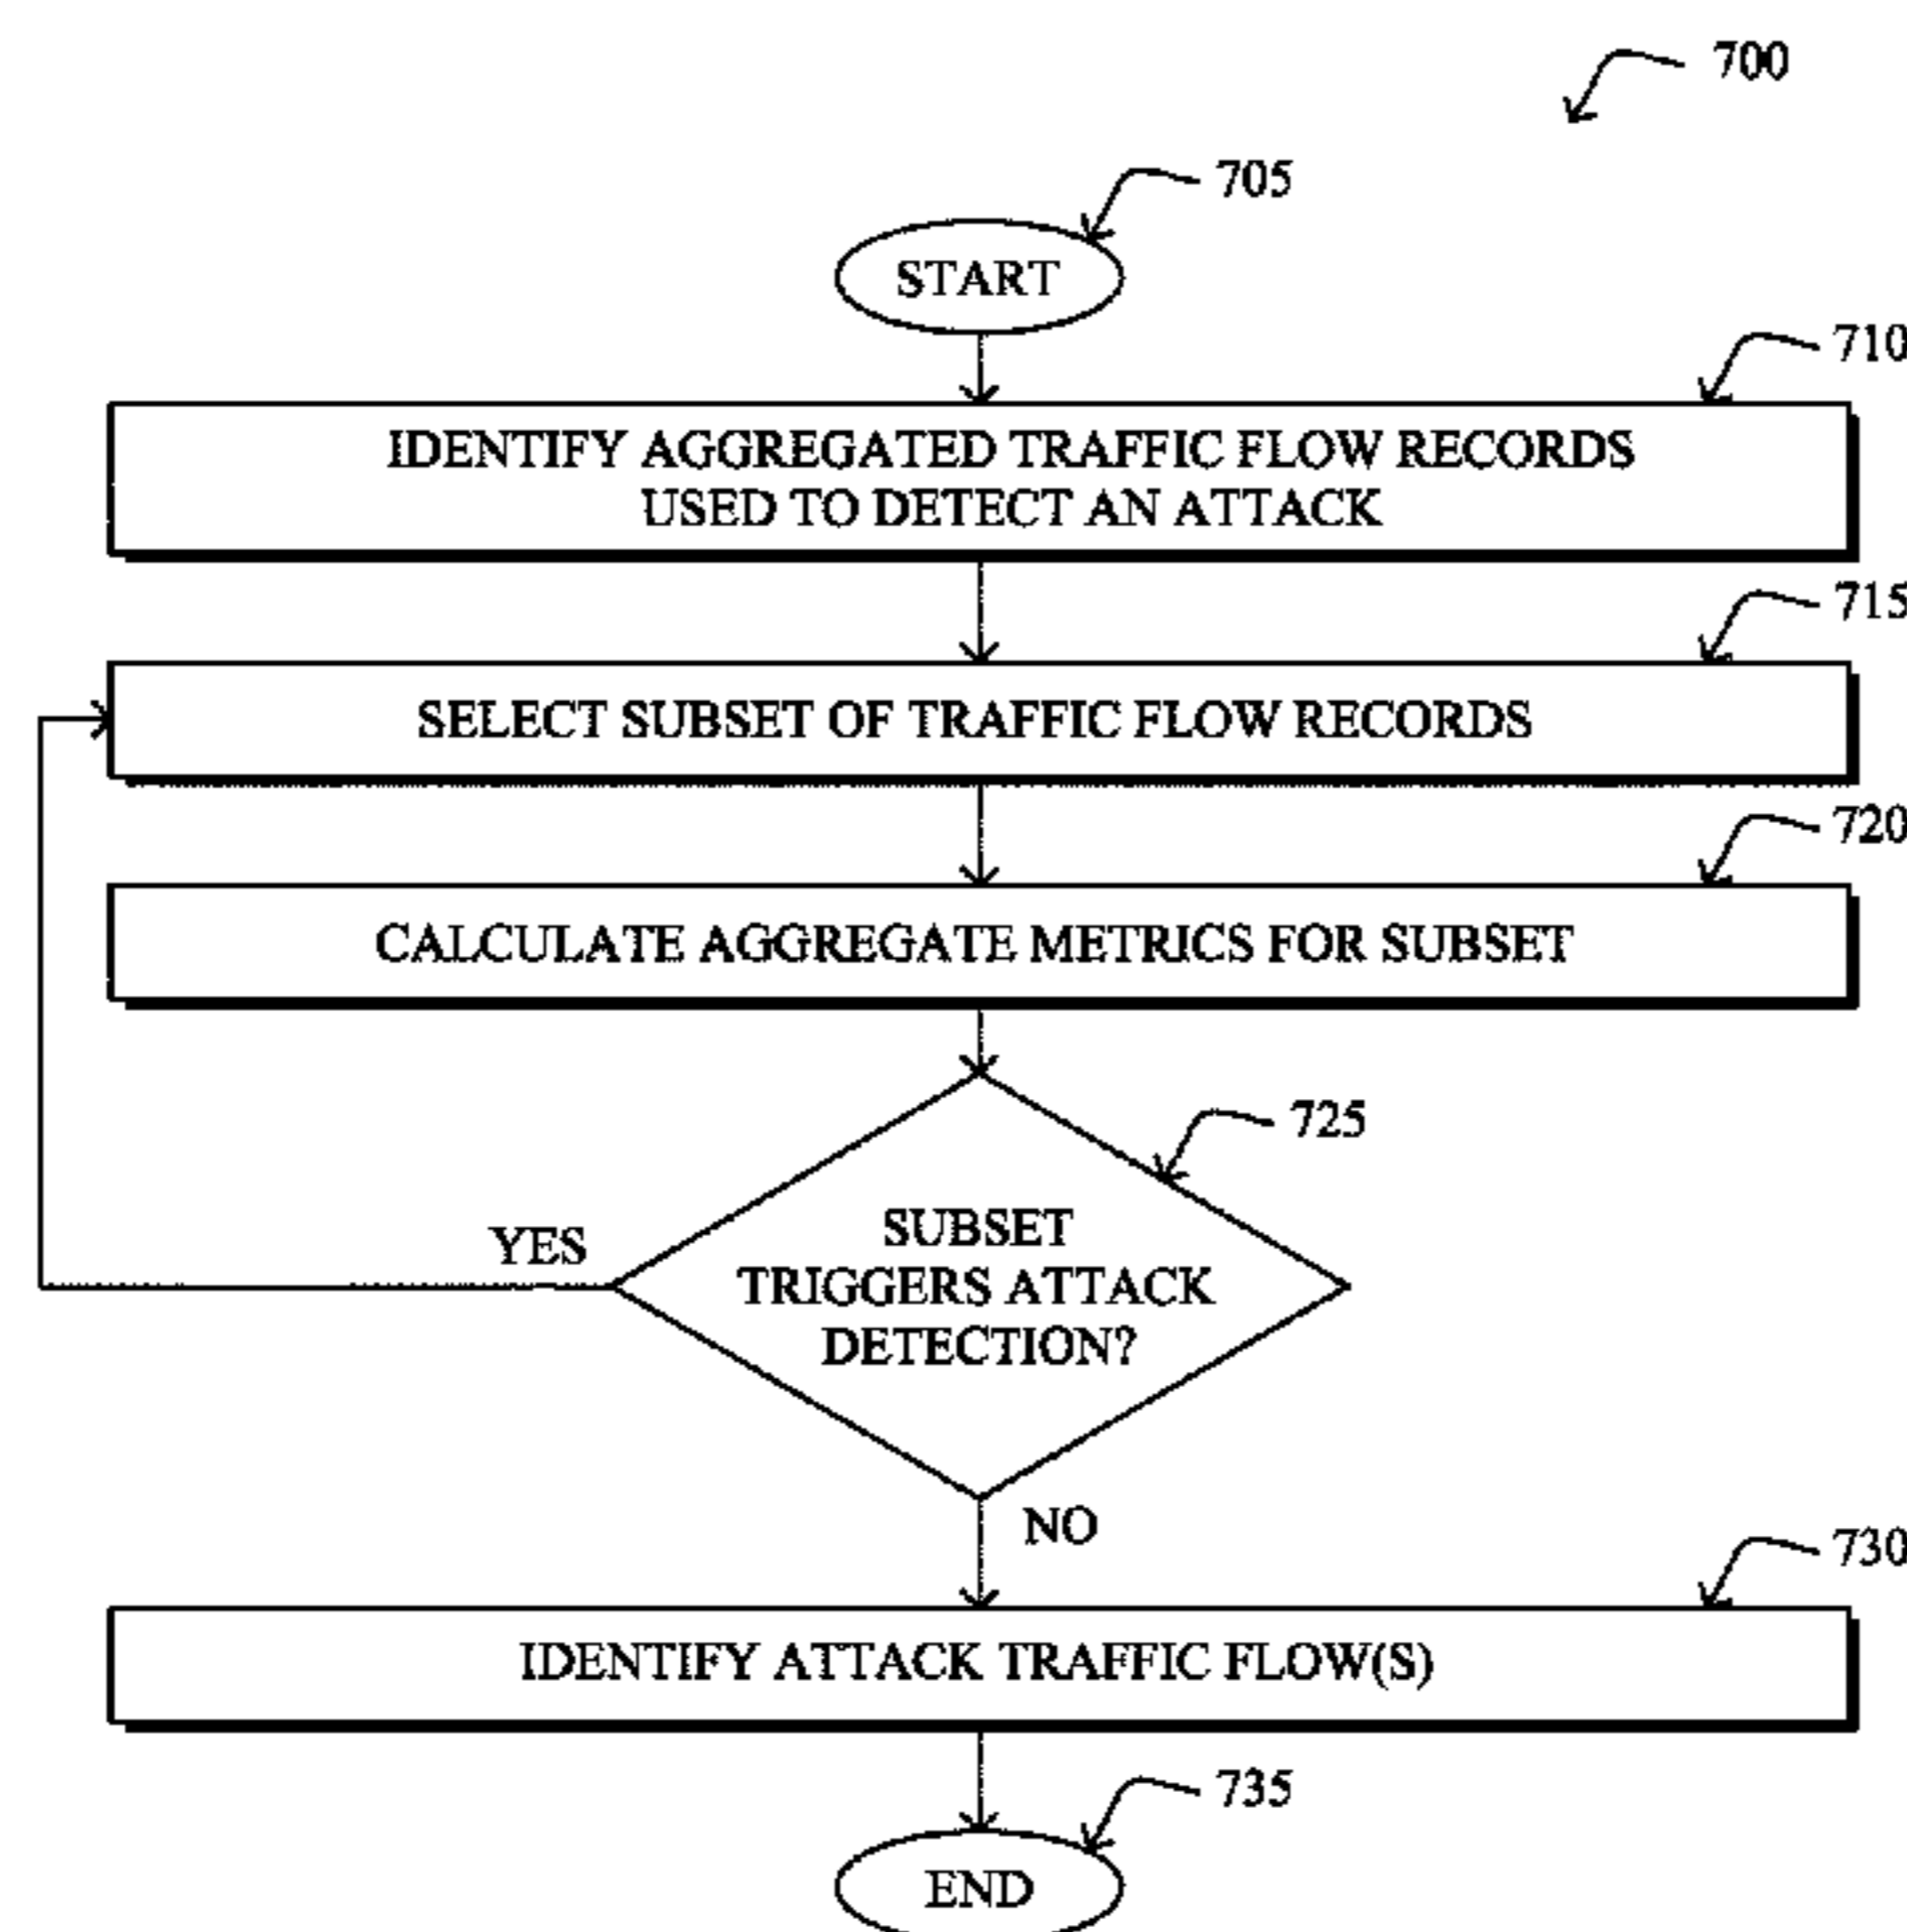 700
705
START
710
IDENTIFY AGGREGATED TRAFFIC FLOW RECORDS
USED TO DETECT AN ATTACK
715
SELECT SUBSET OF TRAFFIC FLOW RECORDS
720
CALCULATE AGGREGATE METRICS FOR SUBSET
725
SUBSET
TRIGGERS ATTACK
DETECTION?
YES
NO
730
IDENTIFY ATTACK TRAFFIC FLOW(S)
735
END